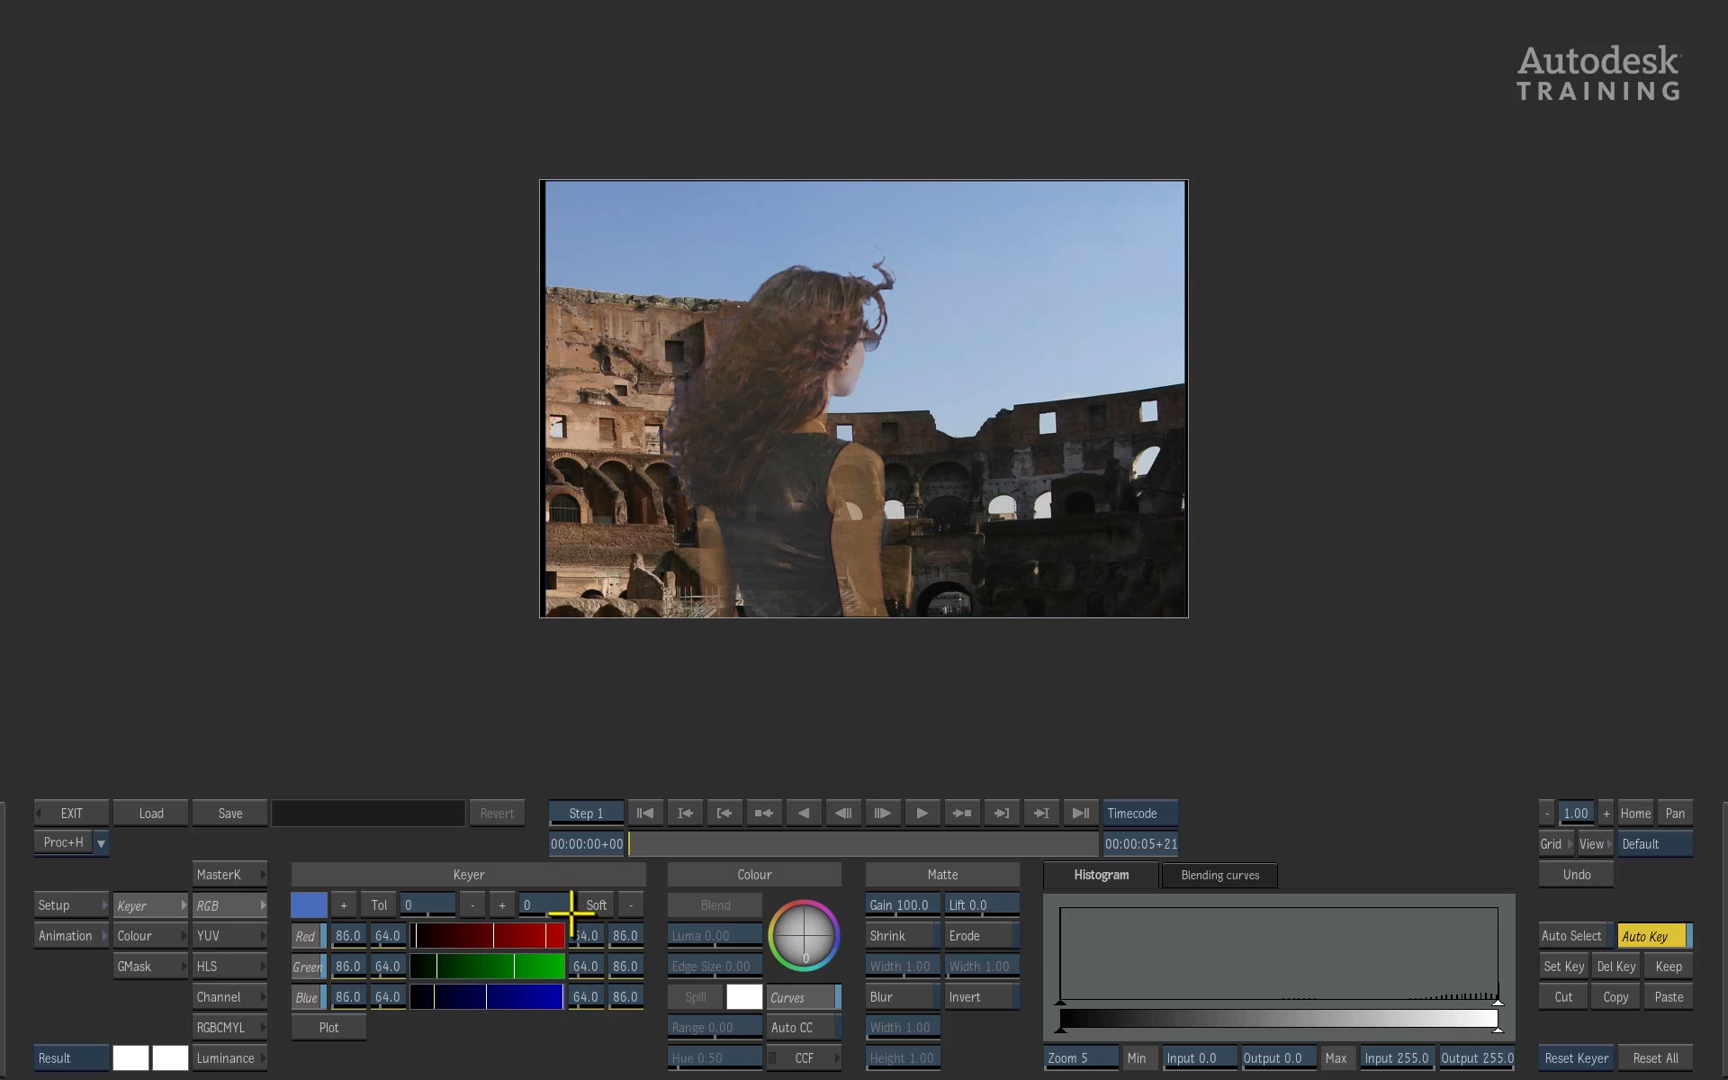 Autodesk
TRAINING
EXIT Load Save Revert Step 1 Timecode - 1.00 + Home Pan
Proc+H 00:00:00+00 00:00:05+21 Grid View Default
MasterK Keyer Colour Matte Histogram Blending curves Undo
Setup Keyer RGB + Tol 0 - + 0 Soft - Blend Gain 100.0 Lift 0.0
Animation Colour YUV Red 86.0 64.0 64.0 86.0 Luma 0.00 Shrink Erode Auto Select Auto Key
GMask HLS Green 86.0 64.0 64.0 86.0 Edge Size 0.00 0 Width 1.00 Width 1.00 Set Key Del Key Keep
Channel Blue 86.0 64.0 64.0 86.0 Spill Curves Blur Invert Cut Copy Paste
RGBCMYL Plot Range 0.00 Auto CC Width 1.00
Result Luminance Hue 0.50 CCF Height 1.00 Zoom 5 Min Input 0.0 Output 0.0 Max Input 255.0 Output 255.0 Reset Keyer Reset All